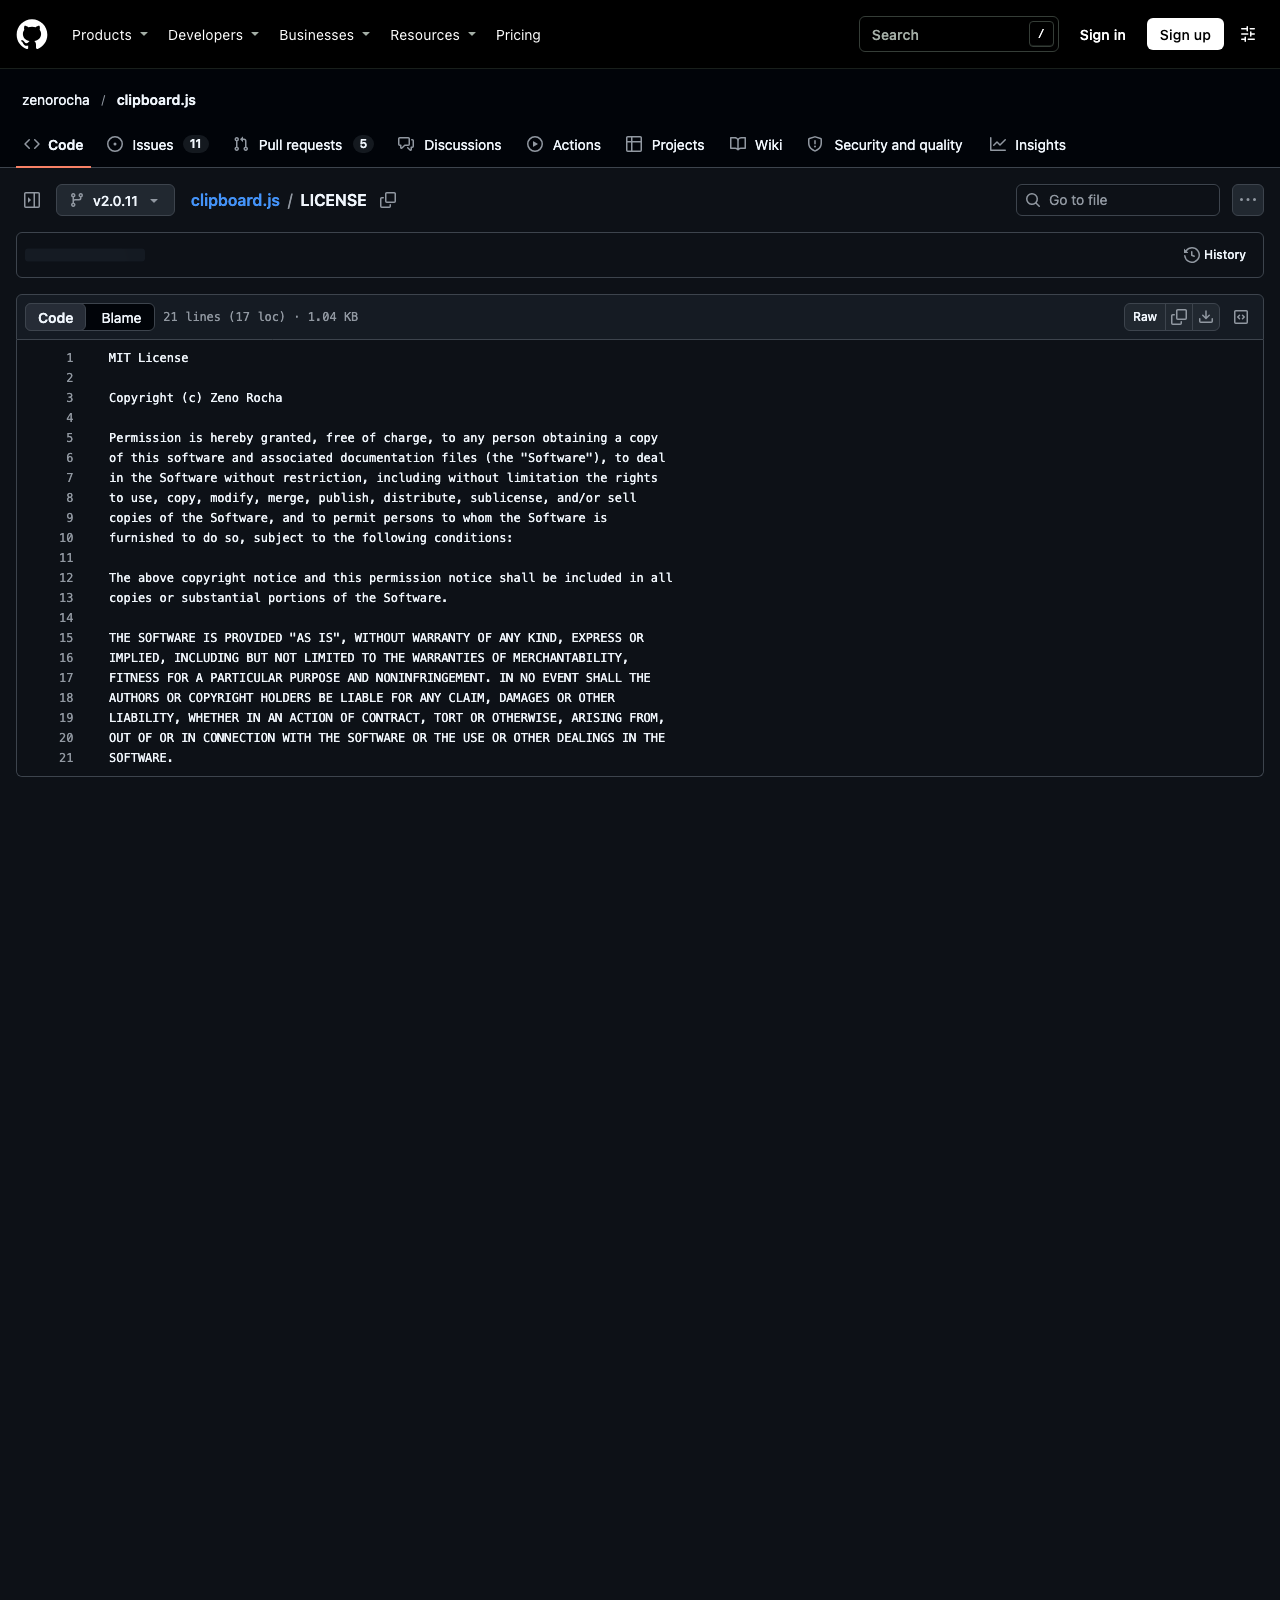 Products Developers Businesses Resources Pricing Search / Sign in Sign up
zenorocha / clipboard.js
Code Issues 11 Pull requests 5 Discussions Actions Projects Wiki Security and quality Insights
v2.0.11 clipboard.js / LICENSE Go to file
History
Code Blame 21 lines (17 loc) · 1.04 KB Raw
1 MIT License
2
3 Copyright (c) Zeno Rocha
4
5 Permission is hereby granted, free of charge, to any person obtaining a copy
6 of this software and associated documentation files (the "Software"), to deal
7 in the Software without restriction, including without limitation the rights
8 to use, copy, modify, merge, publish, distribute, sublicense, and/or sell
9 copies of the Software, and to permit persons to whom the Software is
10 furnished to do so, subject to the following conditions:
11
12 The above copyright notice and this permission notice shall be included in all
13 copies or substantial portions of the Software.
14
15 THE SOFTWARE IS PROVIDED "AS IS", WITHOUT WARRANTY OF ANY KIND, EXPRESS OR
16 IMPLIED, INCLUDING BUT NOT LIMITED TO THE WARRANTIES OF MERCHANTABILITY,
17 FITNESS FOR A PARTICULAR PURPOSE AND NONINFRINGEMENT. IN NO EVENT SHALL THE
18 AUTHORS OR COPYRIGHT HOLDERS BE LIABLE FOR ANY CLAIM, DAMAGES OR OTHER
19 LIABILITY, WHETHER IN AN ACTION OF CONTRACT, TORT OR OTHERWISE, ARISING FROM,
20 OUT OF OR IN CONNECTION WITH THE SOFTWARE OR THE USE OR OTHER DEALINGS IN THE
21 SOFTWARE.